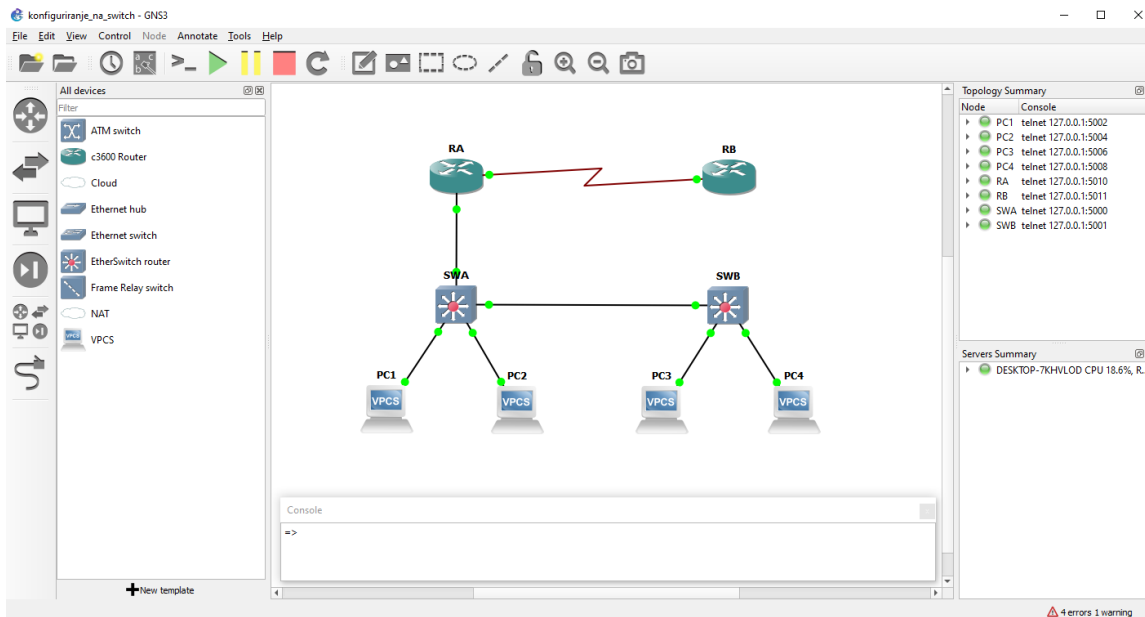 konfiguriranje_na_switch - GNS3
File Edit View Control Node Annotate Tools Help
All devices
Filter
ATM switch
c3600 Router
Cloud
Ethernet hub
Ethernet switch
EtherSwitch router
Frame Relay switch
NAT
VPCS
New template
RA
RB
SWA
SWB
PC1
PC2
PC3
PC4
VPCS
VPCS
VPCS
VPCS
Console
=>
Topology Summary
Node Console
PC1 telnet 127.0.0.1:5002
PC2 telnet 127.0.0.1:5004
PC3 telnet 127.0.0.1:5006
PC4 telnet 127.0.0.1:5008
RA telnet 127.0.0.1:5010
RB telnet 127.0.0.1:5011
SWA telnet 127.0.0.1:5000
SWB telnet 127.0.0.1:5001
Servers Summary
DESKTOP-7KHVLOD CPU 18.6%, R...
4 errors 1 warning